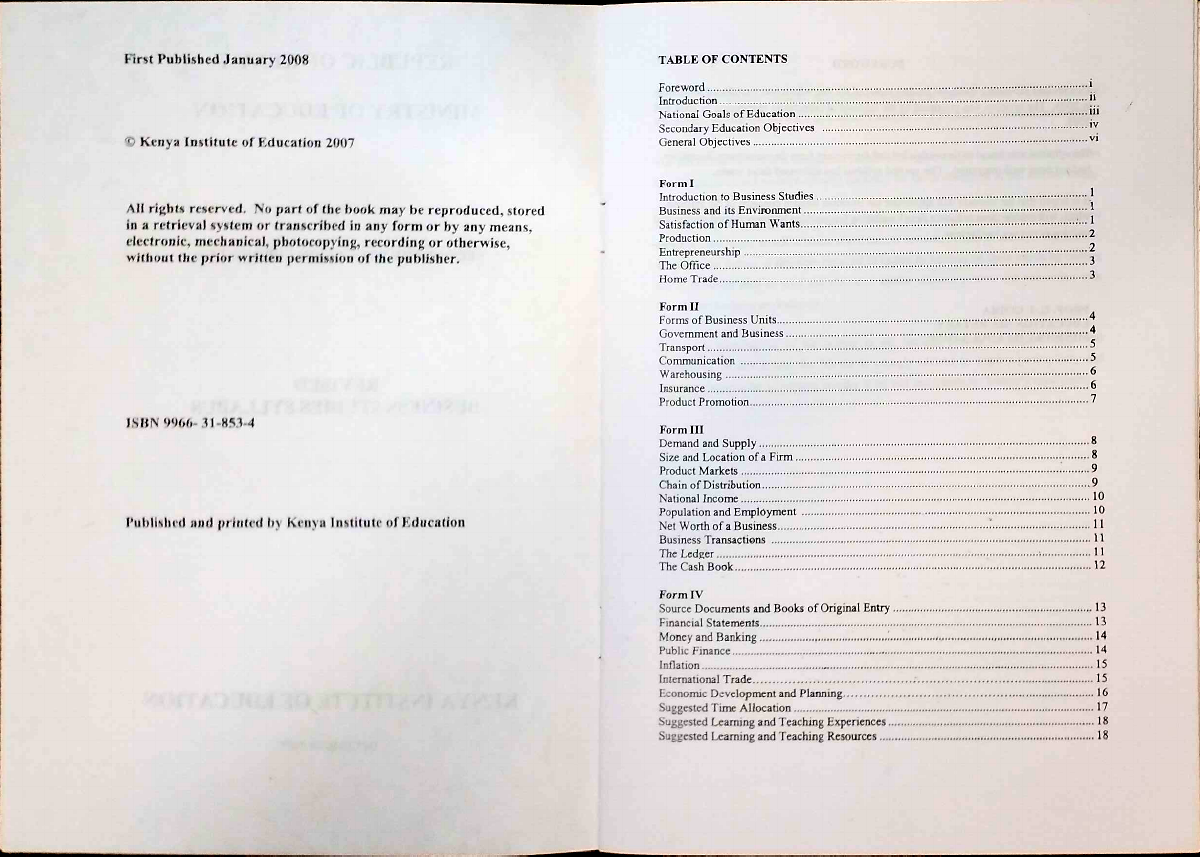 First Published January 2008
© Kenya Institute of Education 2007
All rights reserved. No part of the book may be reproduced, stored
in a retrieval system or transcribed in any form or by any means,
electronic, mechanical, photocopying, recording or otherwise,
without the prior written permission of the publisher.
ISBN 9966- 31-853-4
Published and printed by Kenya Institute of Education
TABLE OF CONTENTS
Foreword i
Introduction ii
National Goals of Education iii
Secondary Education Objectives iv
General Objectives vi
Form I
Introduction to Business Studies 1
Business and its Environment 1
Satisfaction of Human Wants 1
Production 2
Entrepreneurship 2
The Office 3
Home Trade 3
Form II
Forms of Business Units 4
Government and Business 4
Transport 5
Communication 5
Warehousing 6
Insurance 6
Product Promotion 7
Form III
Demand and Supply 8
Size and Location of a Firm 8
Product Markets 9
Chain of Distribution 9
National Income 10
Population and Employment 10
Net Worth of a Business 11
Business Transactions 11
The Ledger 11
The Cash Book 12
Form IV
Source Documents and Books of Original Entry 13
Financial Statements 13
Money and Banking 14
Public Finance 14
Inflation 15
International Trade 15
Economic Development and Planning 16
Suggested Time Allocation 17
Suggested Learning and Teaching Experiences 18
Suggested Learning and Teaching Resources 18